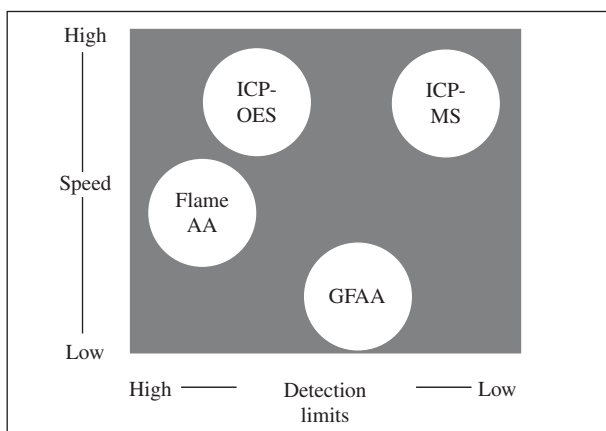 High
ICP-
OES
ICP-
MS
Speed
Flame
AA
GFAA
Low
High
Detection
limits
Low